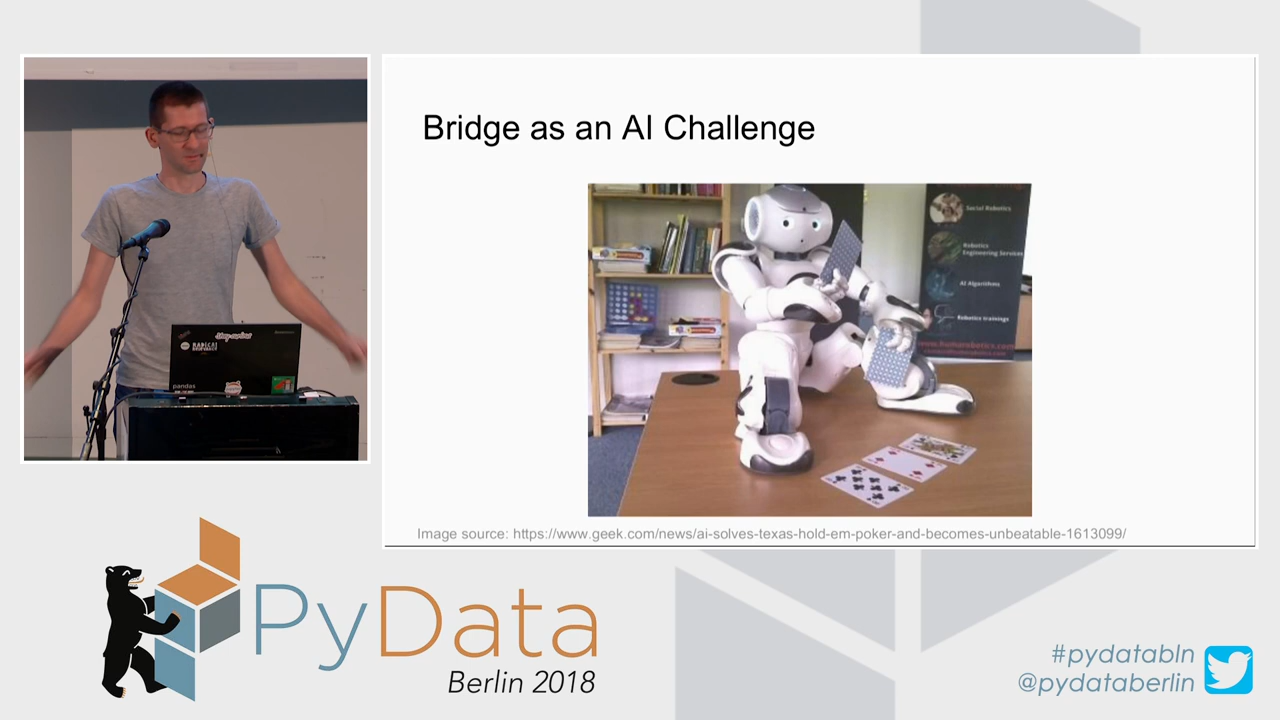 Bridge as an AI Challenge
Social Robotics
Robotics
Engineering Services
AI Algorithms
Robotics trainings
Image source: https://www.geek.com/news/ai-solves-texas-hold-em-poker-and-becomes-unbeatable-1613099/
RADICAL
pandas
PyData
Berlin 2018
#pydatabln
@pydataberlin